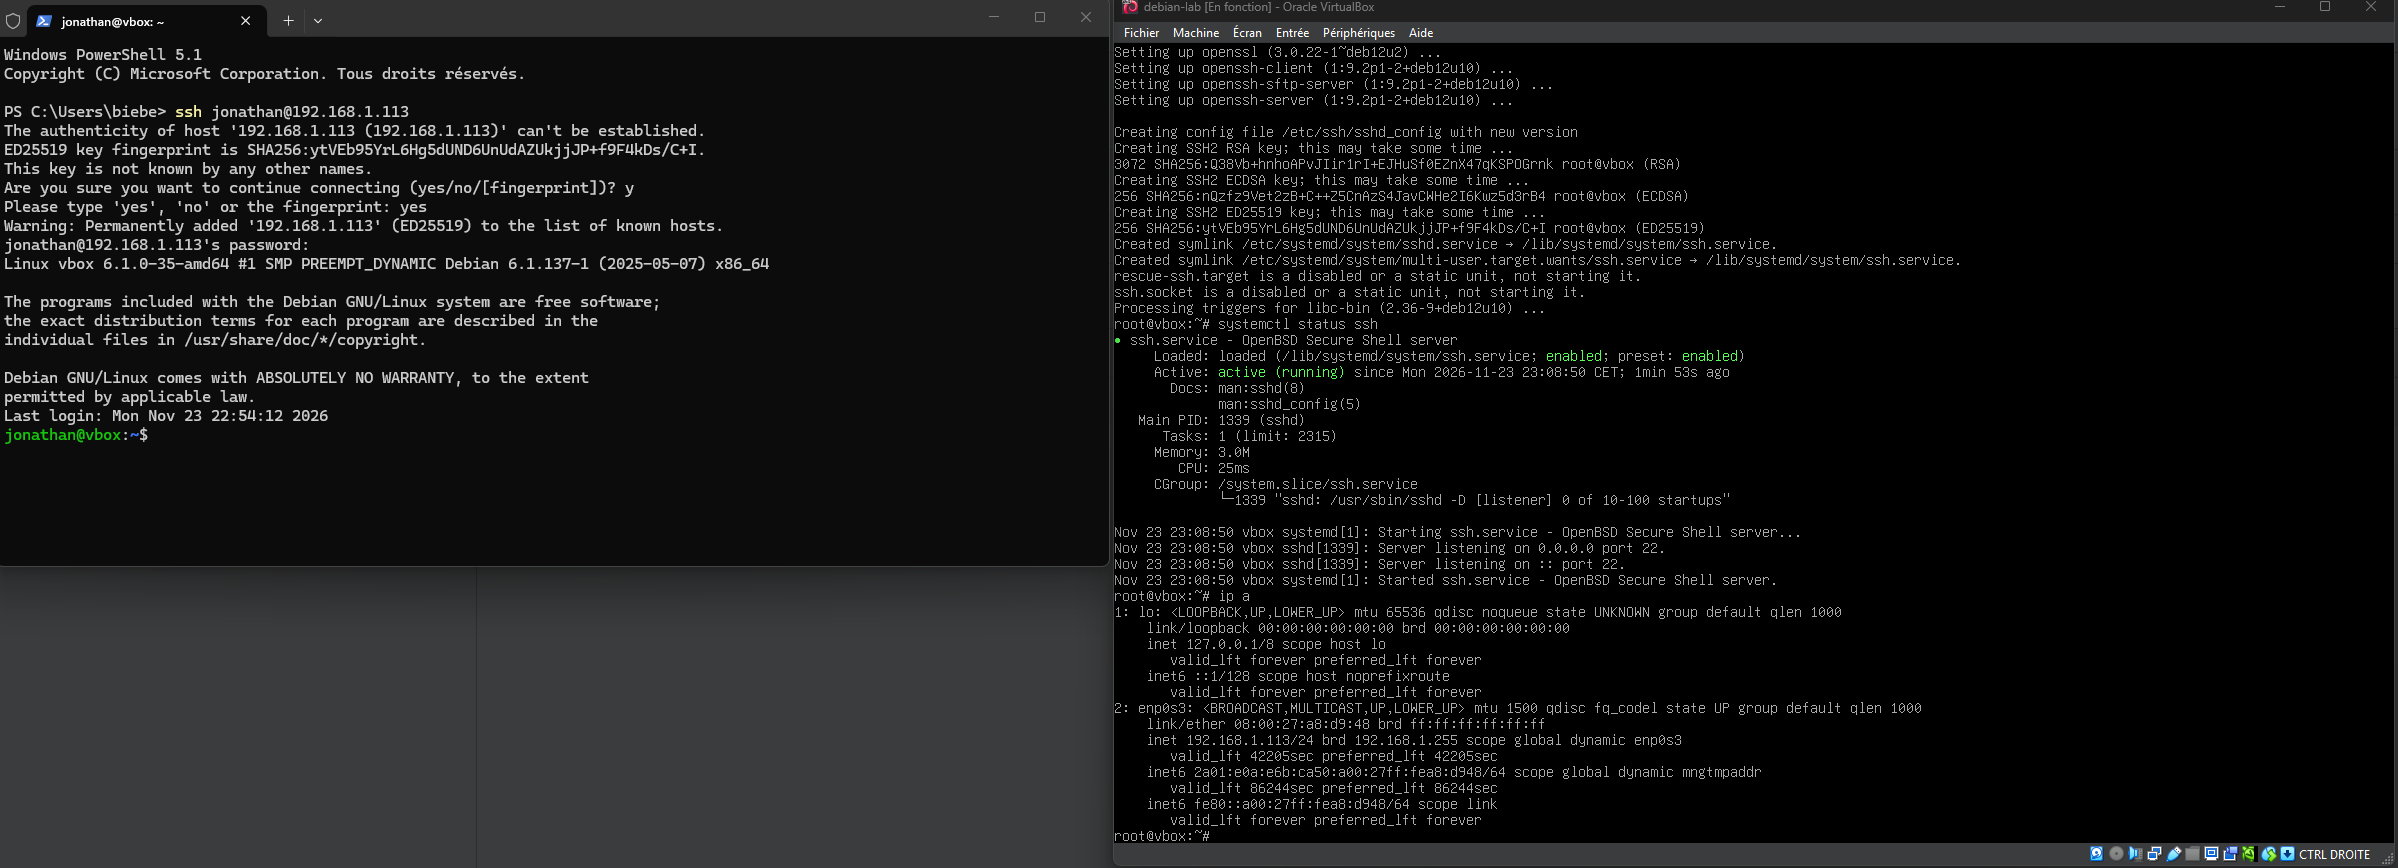 jonathan@vbox: ~
Windows PowerShell 5.1
Copyright (C) Microsoft Corporation. Tous droits réservés.
PS C:\Users\biebe> ssh jonathan@192.168.1.113
The authenticity of host '192.168.1.113 (192.168.1.113)' can't be established.
ED25519 key fingerprint is SHA256:ytVEb95YrL6Hg5dUND6UnUdAZUkjjJP+f9F4kDs/C+I.
This key is not known by any other names.
Are you sure you want to continue connecting (yes/no/[fingerprint])? y
Please type 'yes', 'no' or the fingerprint: yes
Warning: Permanently added '192.168.1.113' (ED25519) to the list of known hosts.
jonathan@192.168.1.113's password:
Linux vbox 6.1.0-35-amd64 #1 SMP PREEMPT_DYNAMIC Debian 6.1.137-1 (2025-05-07) x86_64
The programs included with the Debian GNU/Linux system are free software;
the exact distribution terms for each program are described in the
individual files in /usr/share/doc/*/copyright.
Debian GNU/Linux comes with ABSOLUTELY NO WARRANTY, to the extent
permitted by applicable law.
Last login: Mon Nov 23 22:54:12 2026
jonathan@vbox:~$
debian-lab [En fonction] - Oracle VirtualBox
Fichier Machine Écran Entrée Périphériques Aide
Setting up openssl (3.0.22-1~deb12u2) ...
Setting up openssh-client (1:9.2p1-2+deb12u10) ...
Setting up openssh-sftp-server (1:9.2p1-2+deb12u10) ...
Setting up openssh-server (1:9.2p1-2+deb12u10) ...
Creating config file /etc/ssh/sshd_config with new version
Creating SSH2 RSA key; this may take some time ...
3072 SHA256:Q38Vb+hnhoAPvJIir1rI+EJHuSf0EZnX47qKSPOGrnk root@vbox (RSA)
Creating SSH2 ECDSA key; this may take some time ...
256 SHA256:nQzfz9Vet2zB+C++Z5CnAzS4JavCWHe2I6Kwz5d3rB4 root@vbox (ECDSA)
Creating SSH2 ED25519 key; this may take some time ...
256 SHA256:ytVEb95YrL6Hg5dUND6UnUdAZUkjjJP+f9F4kDs/C+I root@vbox (ED25519)
Created symlink /etc/systemd/system/sshd.service → /lib/systemd/system/ssh.service.
Created symlink /etc/systemd/system/multi-user.target.wants/ssh.service → /lib/systemd/system/ssh.service.
rescue-ssh.target is a disabled or a static unit, not starting it.
ssh.socket is a disabled or a static unit, not starting it.
Processing triggers for libc-bin (2.36-9+deb12u10) ...
root@vbox:~# systemctl status ssh
● ssh.service - OpenBSD Secure Shell server
Loaded: loaded (/lib/systemd/system/ssh.service; enabled; preset: enabled)
Active: active (running) since Mon 2026-11-23 23:08:50 CET; 1min 53s ago
Docs: man:sshd(8)
man:sshd_config(5)
Main PID: 1339 (sshd)
Tasks: 1 (limit: 2315)
Memory: 3.0M
CPU: 25ms
CGroup: /system.slice/ssh.service
└─1339 "sshd: /usr/sbin/sshd -D [listener] 0 of 10-100 startups"
Nov 23 23:08:50 vbox systemd[1]: Starting ssh.service - OpenBSD Secure Shell server...
Nov 23 23:08:50 vbox sshd[1339]: Server listening on 0.0.0.0 port 22.
Nov 23 23:08:50 vbox sshd[1339]: Server listening on :: port 22.
Nov 23 23:08:50 vbox systemd[1]: Started ssh.service - OpenBSD Secure Shell server.
root@vbox:~# ip a
1: lo: <LOOPBACK,UP,LOWER_UP> mtu 65536 qdisc noqueue state UNKNOWN group default qlen 1000
link/loopback 00:00:00:00:00:00 brd 00:00:00:00:00:00
inet 127.0.0.1/8 scope host lo
valid_lft forever preferred_lft forever
inet6 ::1/128 scope host noprefixroute
valid_lft forever preferred_lft forever
2: enp0s3: <BROADCAST,MULTICAST,UP,LOWER_UP> mtu 1500 qdisc fq_codel state UP group default qlen 1000
link/ether 08:00:27:a8:d9:48 brd ff:ff:ff:ff:ff:ff
inet 192.168.1.113/24 brd 192.168.1.255 scope global dynamic enp0s3
valid_lft 42205sec preferred_lft 42205sec
inet6 2a01:e0a:e6b:ca50:a00:27ff:fea8:d948/64 scope global dynamic mngtmpaddr
valid_lft 86244sec preferred_lft 86244sec
inet6 fe80::a00:27ff:fea8:d948/64 scope link
valid_lft forever preferred_lft forever
root@vbox:~#
CTRL DROITE